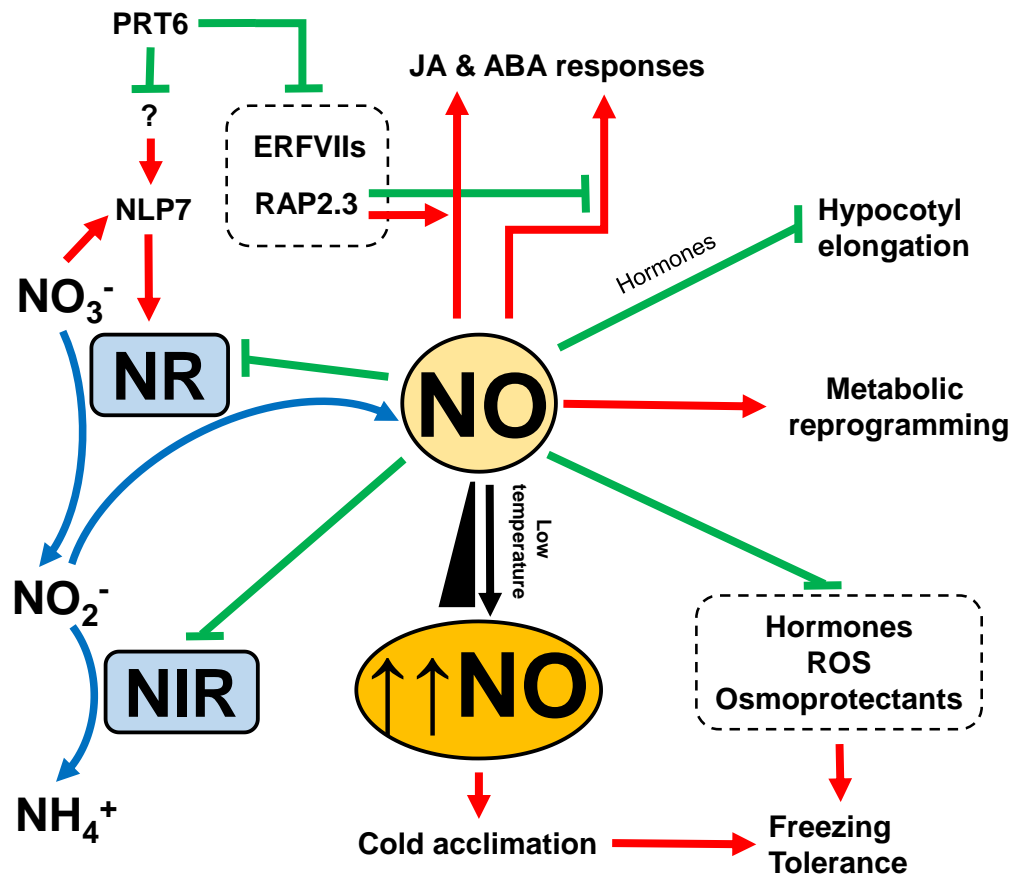 PRT6
JA & ABA responses
?
ERFVIIs
RAP2.3
NLP7
Hypocotyl
elongation
Hormones
NO₃⁻
NR
NO
Metabolic
reprogramming
Low
temperature
NO₂⁻
NIR
↑↑NO
Hormones
ROS
Osmoprotectants
NH₄⁺
Cold acclimation
Freezing
Tolerance